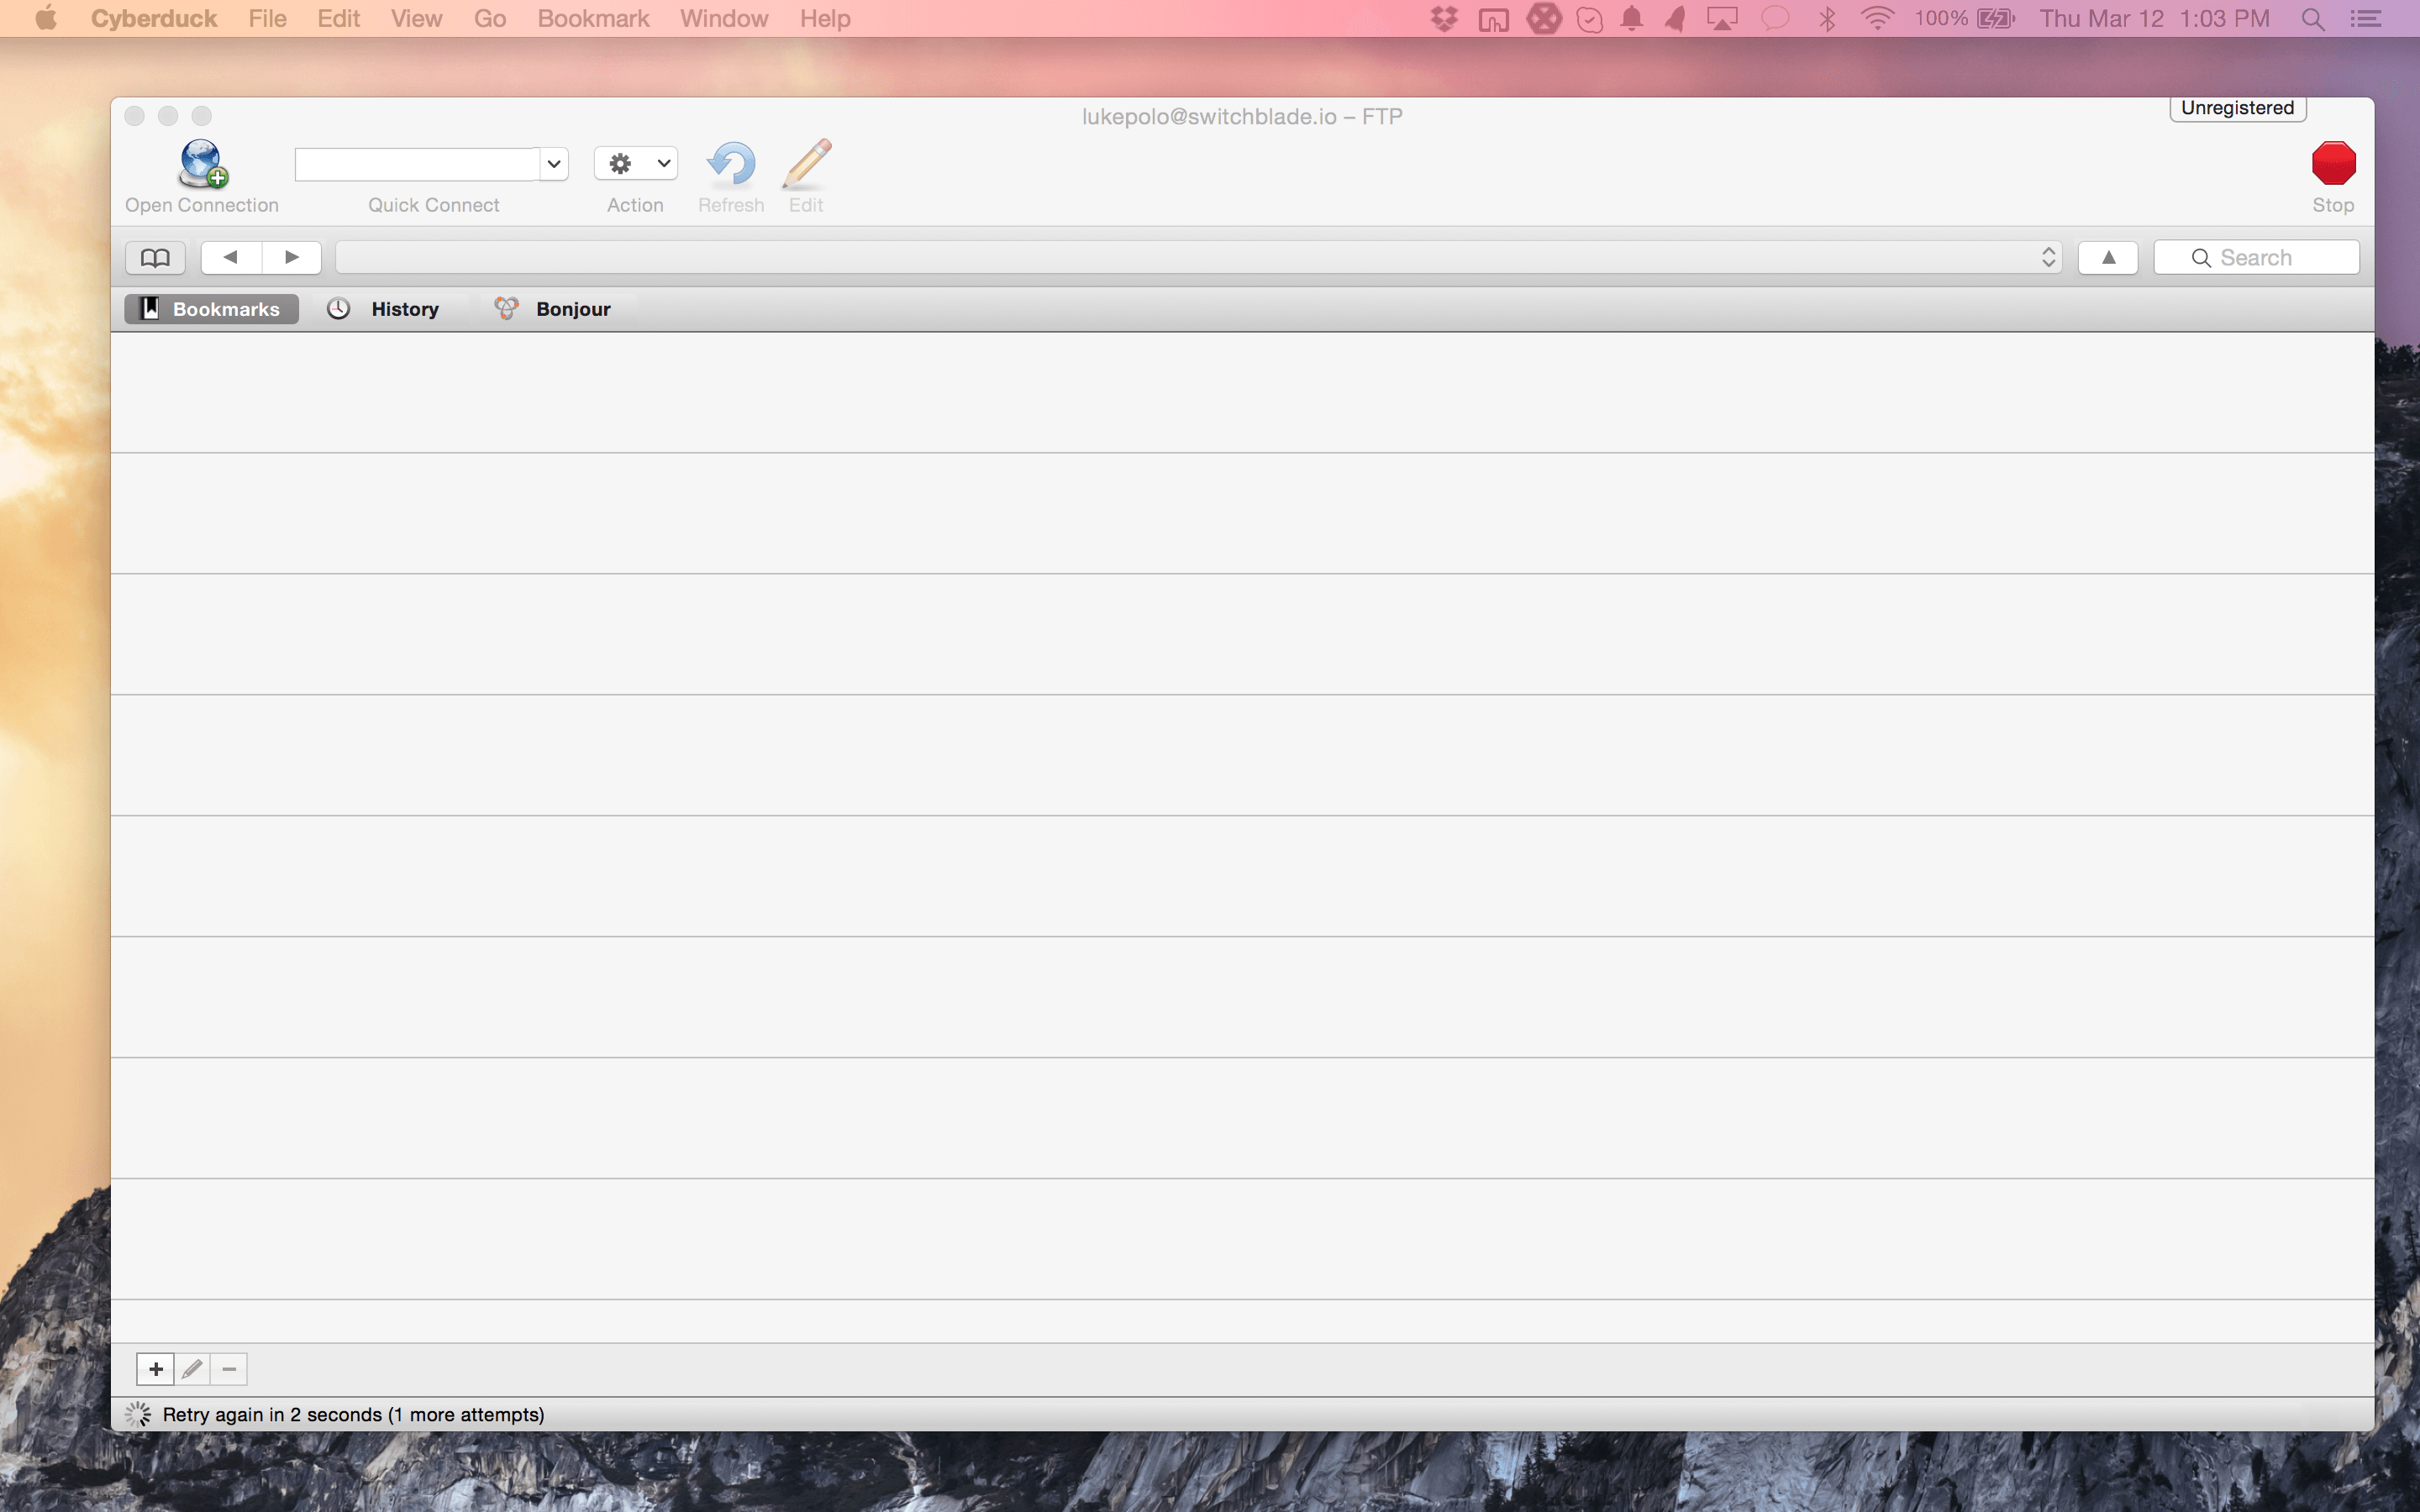 Cyberduck File Edit View Go Bookmark Window Help 100% Thu Mar 12 1:03 PM
lukepolo@switchblade.io – FTP
Unregistered
Open Connection Quick Connect Action Refresh Edit Stop
Search
Bookmarks History Bonjour
Retry again in 2 seconds (1 more attempts)